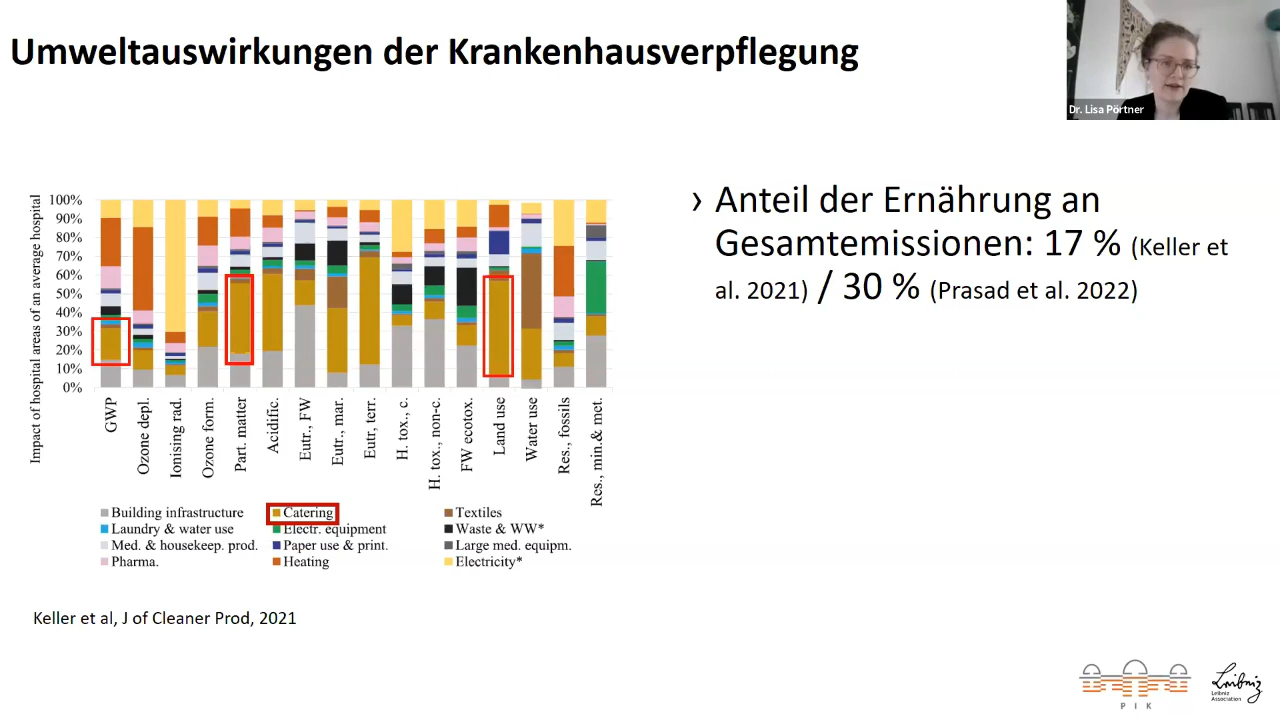 Umweltauswirkungen der Krankenhausverpflegung
Dr. Lisa Pörtner
Impact of hospital areas of an average hospital
100%
90%
80%
70%
60%
50%
40%
30%
20%
10%
0%
GWP
Ozone depl.
Ionising rad.
Ozone form.
Part. matter
Acidific.
Eutr., FW
Eutr., mar.
Eutr, terr.
H. tox., c.
H. tox., non-c.
FW ecotox.
Land use
Water use
Res., fossils
Res., min.& met.
Building infrastructure Catering Textiles
Laundry & water use Electr. equipment Waste & WW*
Med. & housekeep. prod. Paper use & print. Large med. equipm.
Pharma. Heating Electricity*
› Anteil der Ernährung an
Gesamtemissionen: 17 % (Keller et
al. 2021) / 30 % (Prasad et al. 2022)
Keller et al, J of Cleaner Prod, 2021
P I K
Leibniz
Leibniz
Association